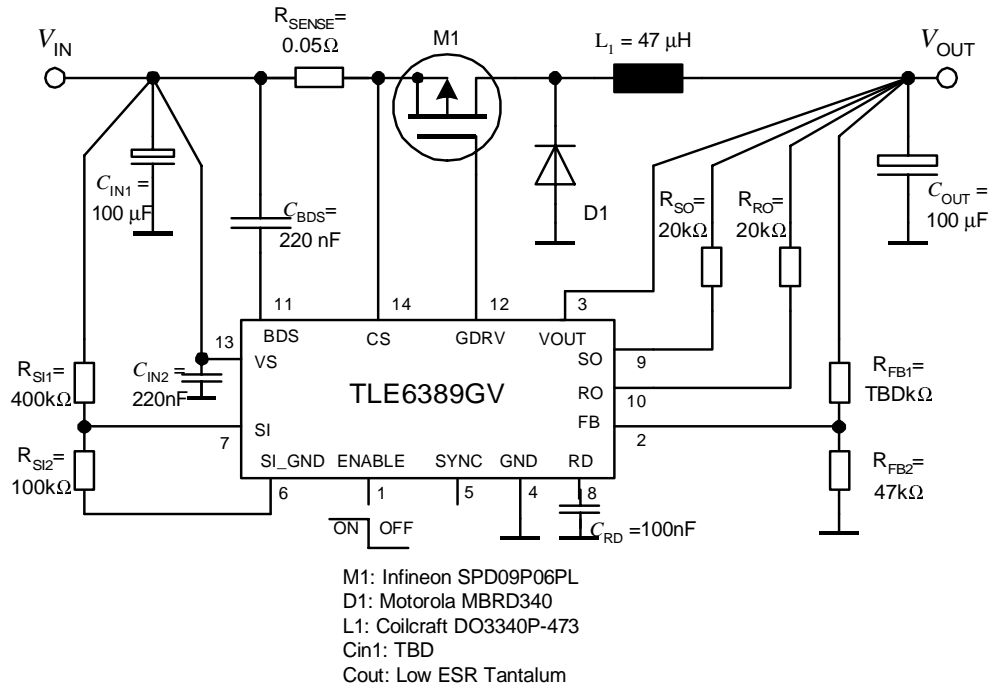 R_SENSE=
0.05Ω
M1
L₁ = 47 µH
V_IN
V_OUT
C_IN1 =
100 µF
C_BDS=
220 nF
D1
R_SO=
20kΩ
R_RO=
20kΩ
C_OUT =
100 µF
11
14
12
3
BDS
CS
GDRV
VOUT
13
VS
SO
9
R_SI1=
400kΩ
C_IN2 =
220nF
TLE6389GV
RO
10
R_FB1=
TBDkΩ
SI
7
FB
2
R_SI2=
100kΩ
SI_GND
ENABLE
SYNC
GND
RD
6
1
5
4
8
R_FB2=
47kΩ
ON
OFF
C_RD =100nF
M1: Infineon SPD09P06PL
D1: Motorola MBRD340
L1: Coilcraft DO3340P-473
Cin1: TBD
Cout: Low ESR Tantalum